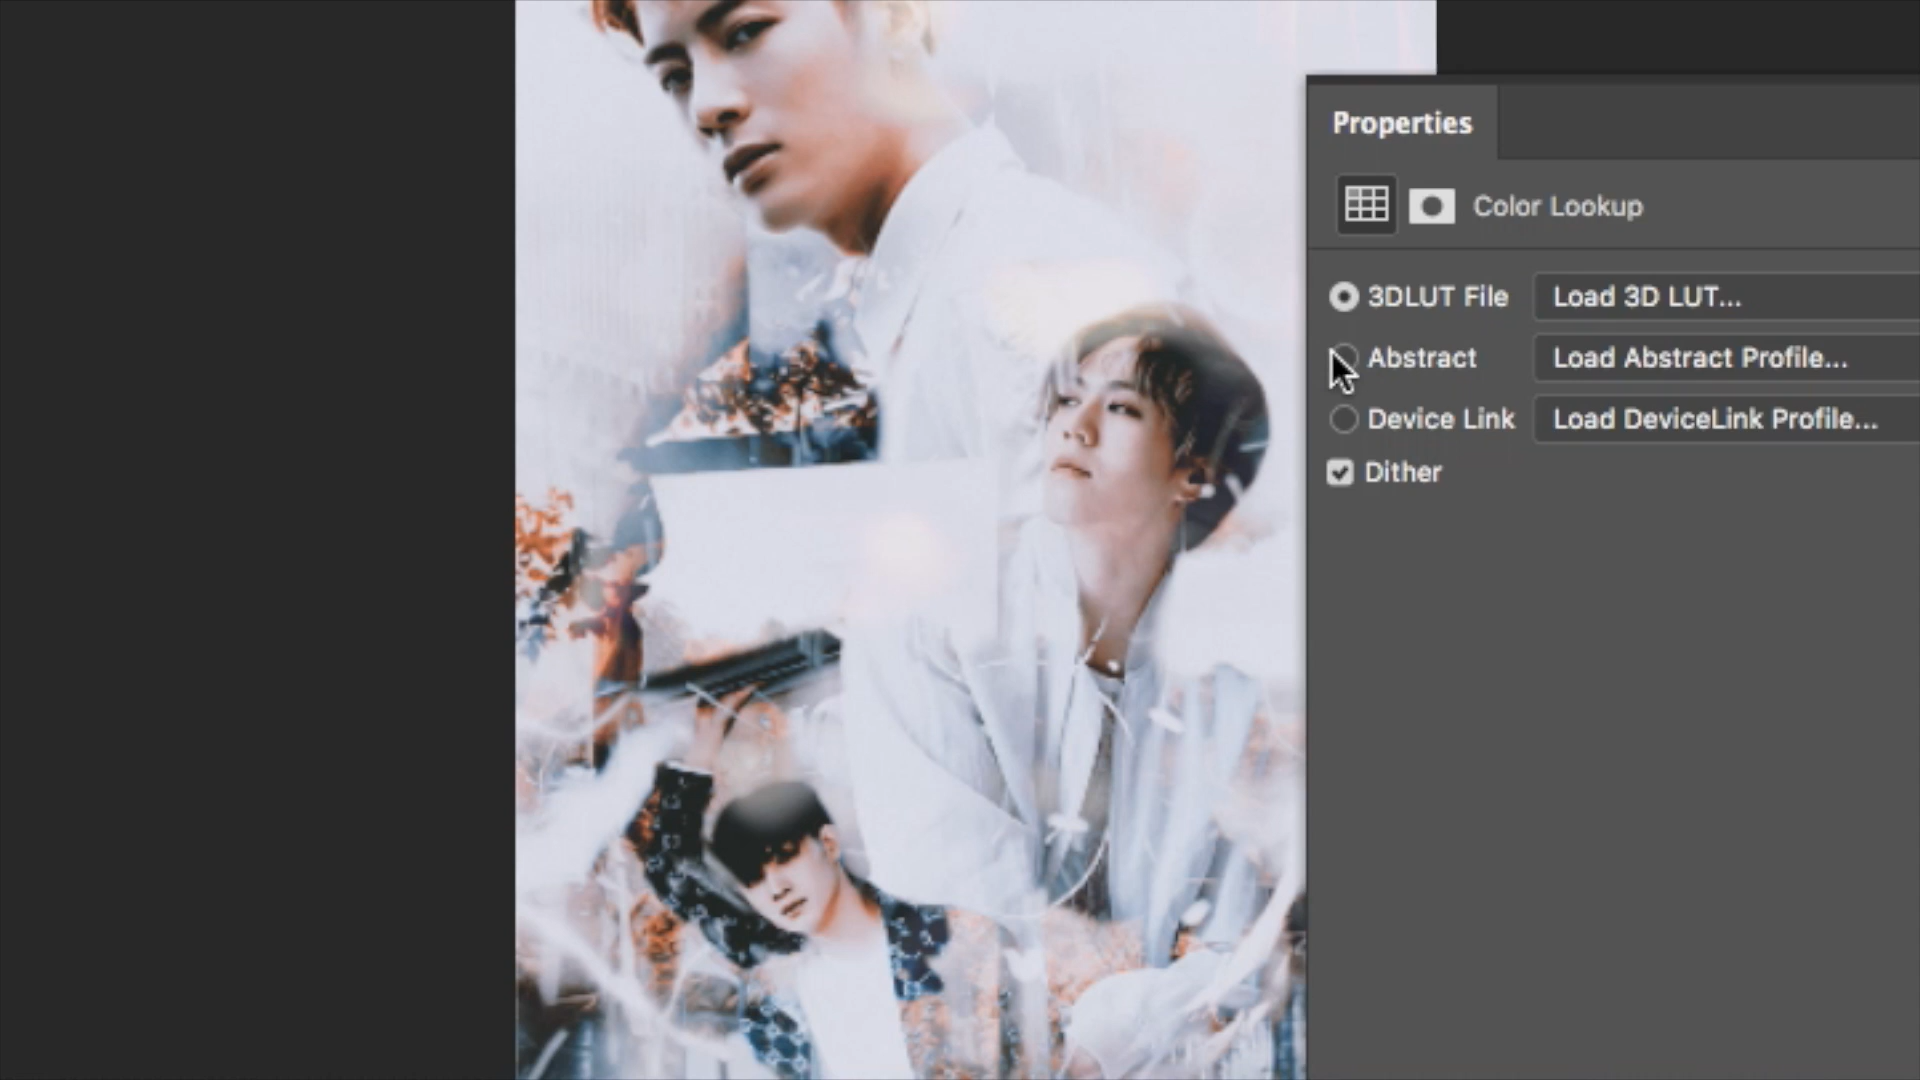 Properties
Color Lookup
3DLUT File Load 3D LUT...
Abstract Load Abstract Profile...
Device Link Load DeviceLink Profile...
Dither